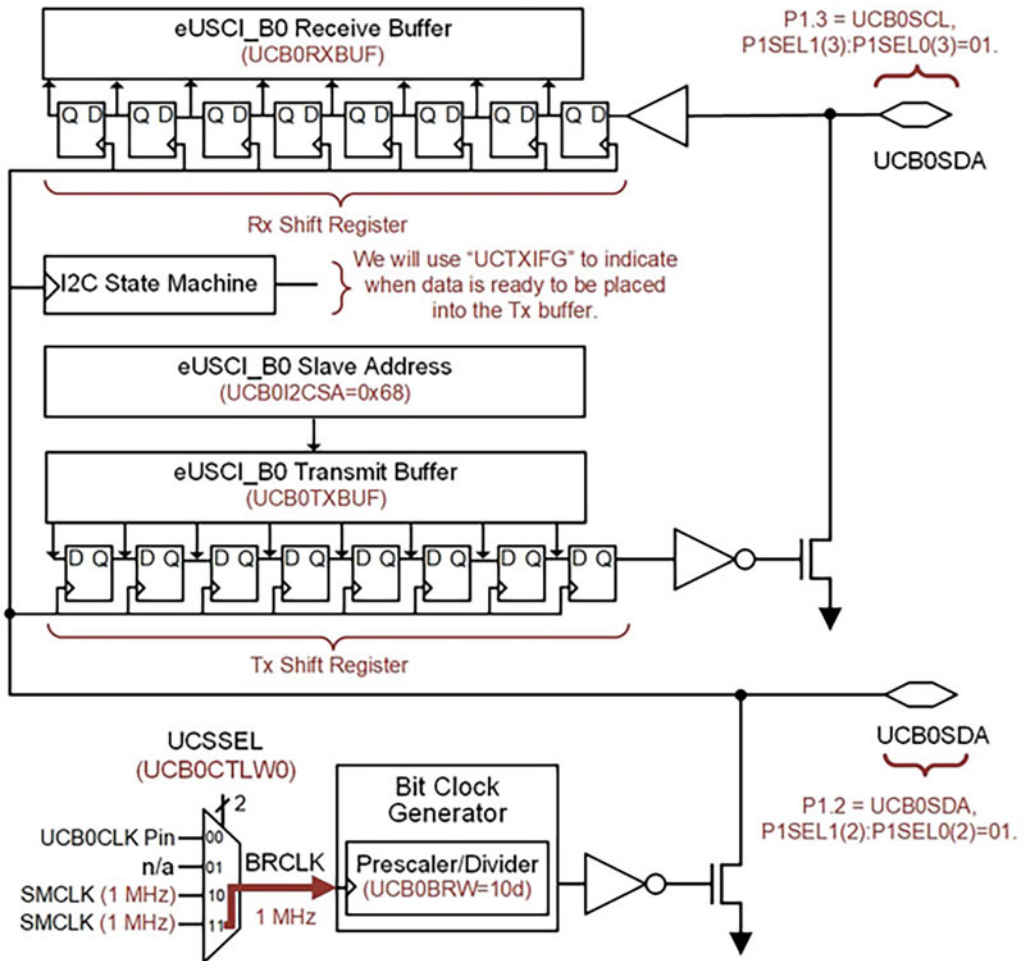 eUSCI_B0 Receive Buffer
(UCB0RXBUF)
P1.3 = UCB0SCL,
P1SEL1(3):P1SEL0(3)=01.
Q D Q D Q D Q D Q D Q D Q D Q D
UCB0SDA
Rx Shift Register
I2C State Machine
We will use “UCTXIFG” to indicate
when data is ready to be placed
into the Tx buffer.
eUSCI_B0 Slave Address
(UCB0I2CSA=0x68)
eUSCI_B0 Transmit Buffer
(UCB0TXBUF)
D Q D Q D Q D Q D Q D Q D Q D Q
Tx Shift Register
UCB0SDA
P1.2 = UCB0SDA,
P1SEL1(2):P1SEL0(2)=01.
UCSSEL
(UCB0CTLW0)
2
UCB0CLK Pin 00
n/a 01
SMCLK (1 MHz) 10
SMCLK (1 MHz) 11
BRCLK
1 MHz
Bit Clock
Generator
Prescaler/Divider
(UCB0BRW=10d)